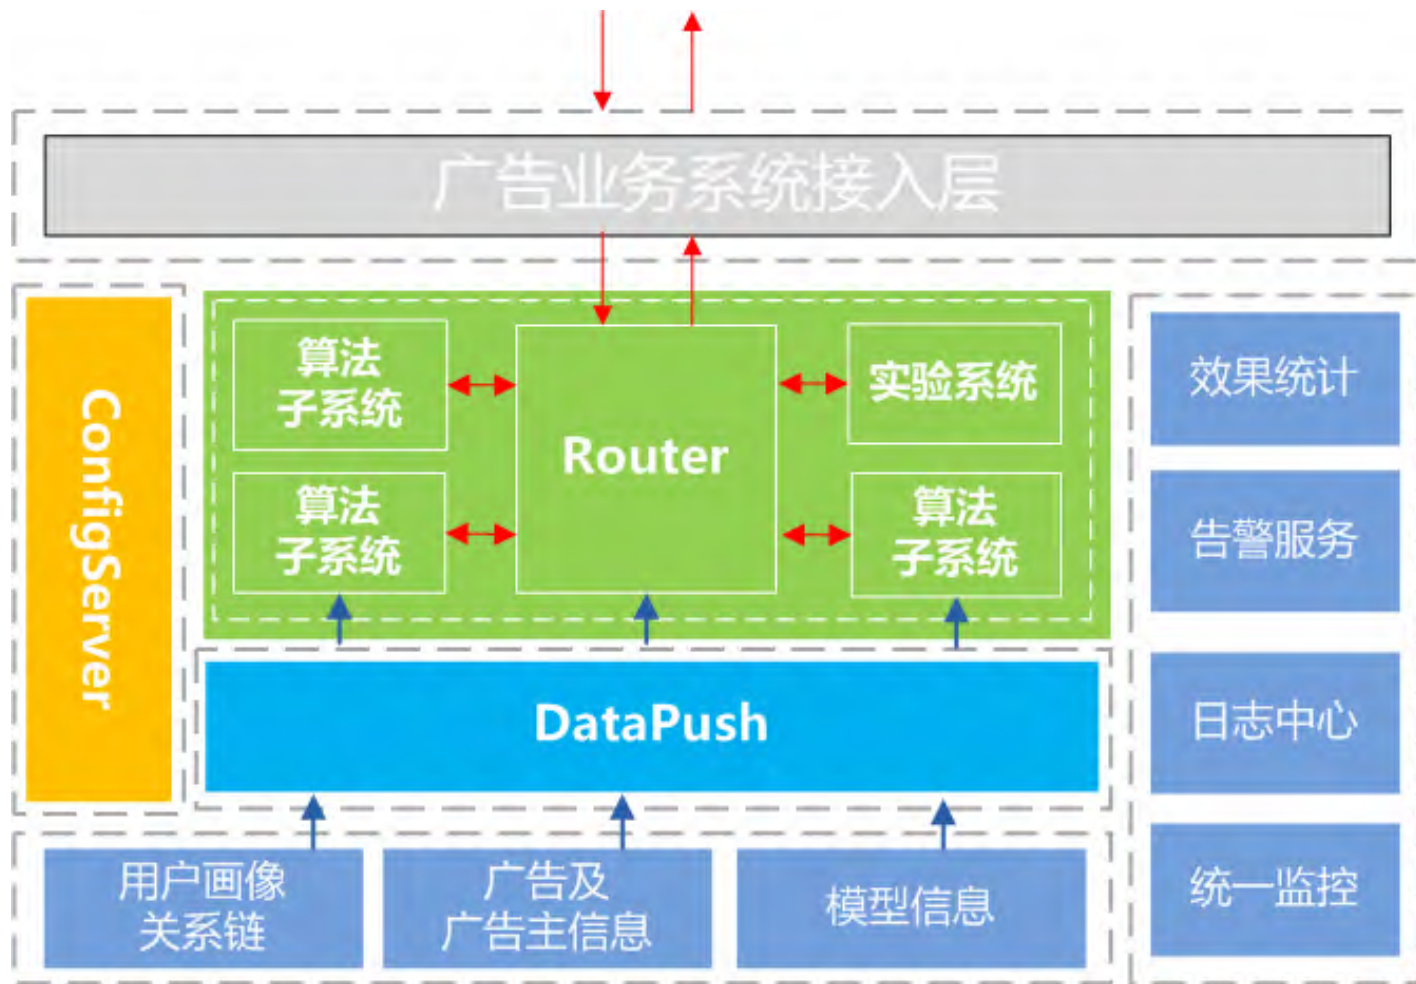 广告业务系统接入层
ConfigServer
算法
子系统
Router
实验系统
算法
子系统
算法
子系统
DataPush
用户画像
关系链
广告及
广告主信息
模型信息
效果统计
告警服务
日志中心
统一监控